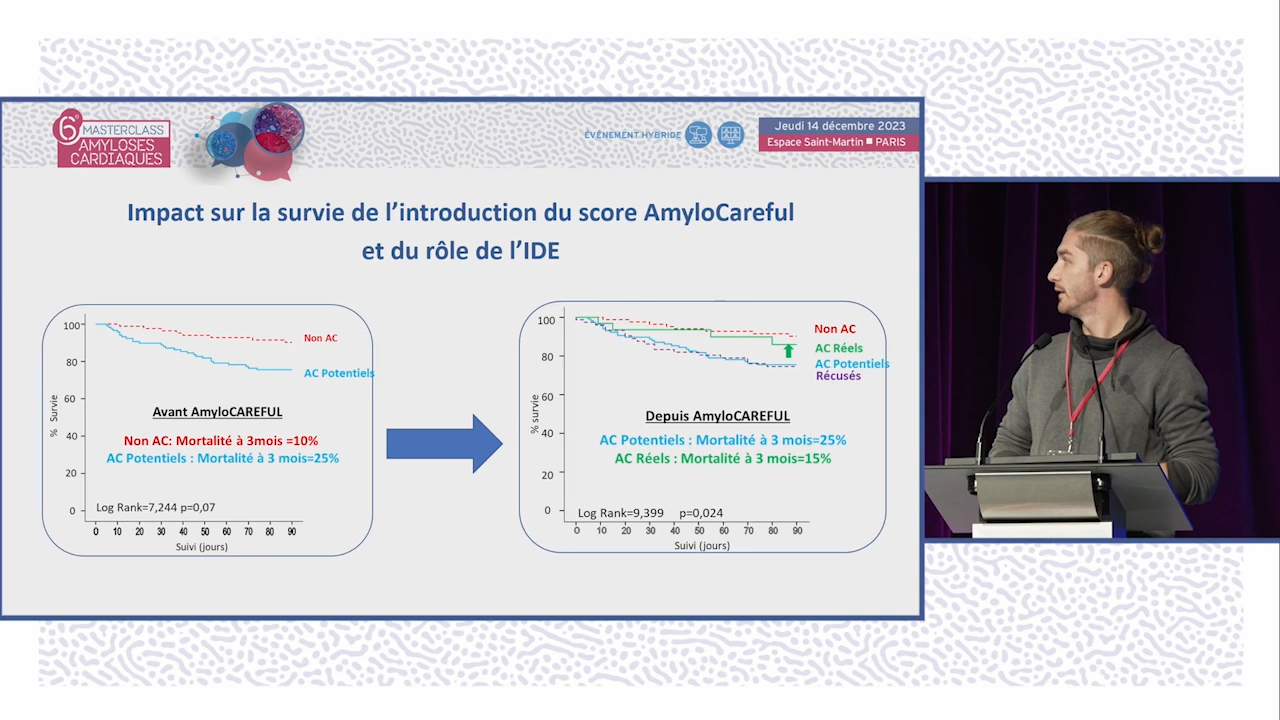 6e MASTERCLASS
AMYLOSES
CARDIAQUES
ÉVÉNEMENT HYBRIDE
Jeudi 14 décembre 2023
Espace Saint-Martin ■ PARIS
Impact sur la survie de l’introduction du score AmyloCareful
et du rôle de l’IDE
100
80
60
40
20
0
% Survie
Non AC
AC Potentiels
Avant AmyloCAREFUL
Non AC: Mortalité à 3mois =10%
AC Potentiels : Mortalité à 3 mois=25%
Log Rank=7,244 p=0,07
0 10 20 30 40 50 60 70 80 90
Suivi (jours)
100
80
60
40
20
0
% survie
Non AC
AC Réels
AC Potentiels
Récusés
Depuis AmyloCAREFUL
AC Potentiels : Mortalité à 3 mois=25%
AC Réels : Mortalité à 3 mois=15%
Log Rank=9,399 p=0,024
0 10 20 30 40 50 60 70 80 90
Suivi (jours)